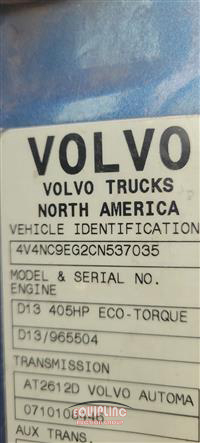 VOLVO
VOLVO TRUCKS
NORTH AMERICA
VEHICLE IDENTIFICATION
4V4NC9EG2CN537035
MODEL & SERIAL NO.
ENGINE
D13 405HP ECO-TORQUE
D13/965504
TRANSMISSION
AT2612D VOLVO AUTOMA
AUX TRANS.